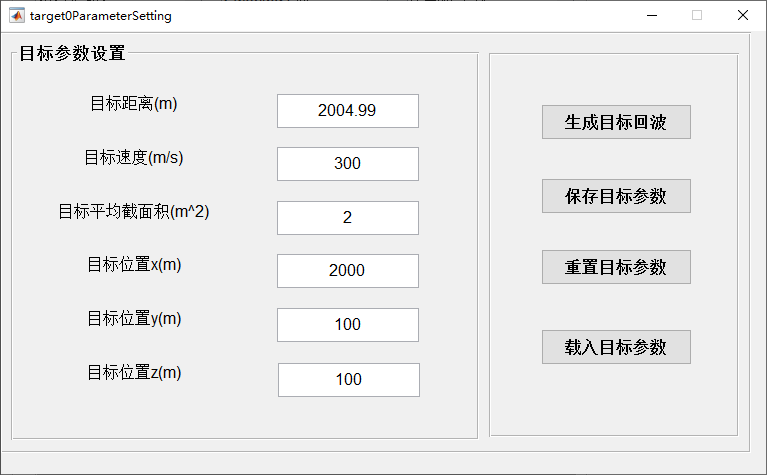 target0ParameterSetting
目标参数设置
目标距离(m) 2004.99
目标速度(m/s) 300
目标平均截面积(m^2) 2
目标位置x(m) 2000
目标位置y(m) 100
目标位置z(m) 100
生成目标回波
保存目标参数
重置目标参数
载入目标参数